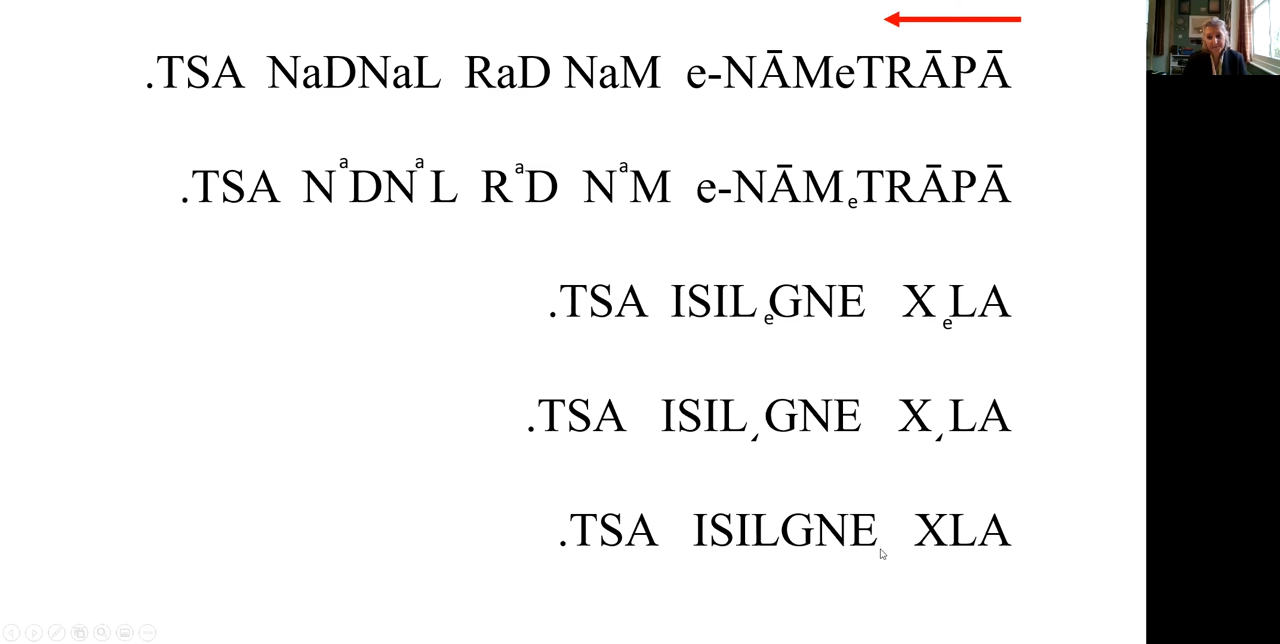 .TSA NaDNaL RaD NaM e-NĀMeTRĀPĀ
.TSA NaDNaL RaD NaM e-NĀMeTRĀPĀ
.TSA ISILeGNE XeLA
.TSA ISIL ̗GNE X ̗LA
.TSA ISILGNE XLA